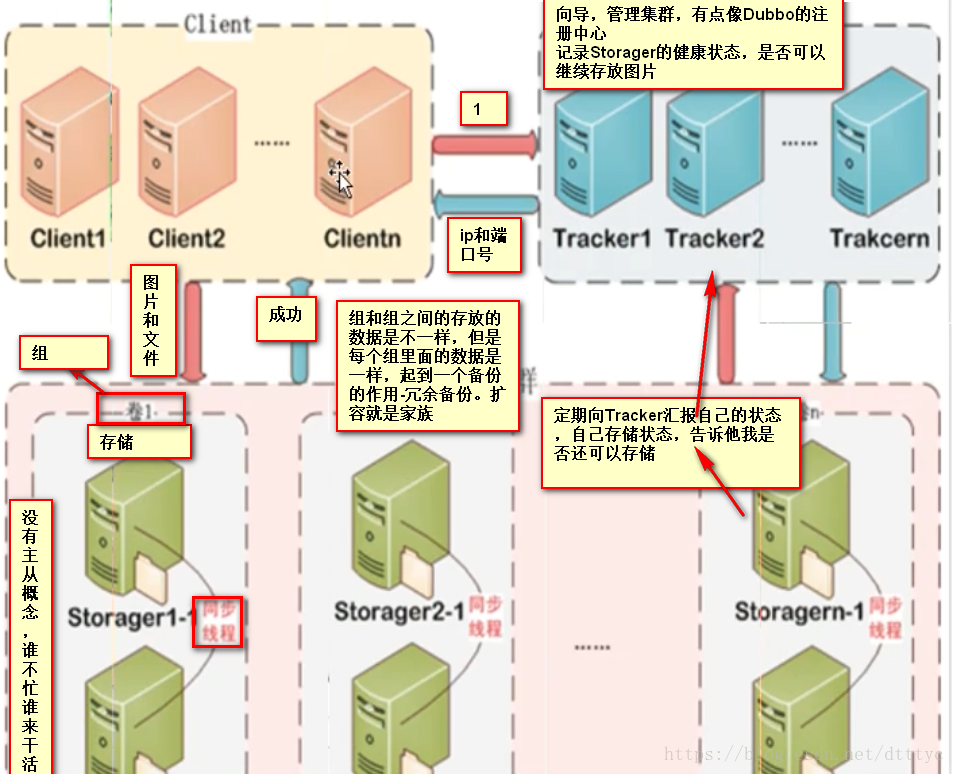 Client
向导，管理集群，有点像Dubbo的注
册中心
记录Storager的健康状态，是否可以
继续存放图片
1
……
……
Client1
Client2
Clientn
ip和端
口号
Tracker1
Tracker2
Trakcern
图片和文件
成功
组和组之间的存放的
数据是不一样，但是
每个组里面的数据是
一样，起到一个备份
的作用-冗余备份。扩
容就是家族
群
组
卷1
存储
定期向Tracker汇报自己的状态
，自己存储状态，告诉他我是
否还可以存储
卷n
没有主从概念，谁不忙谁来干活
Storager1-1
同步
线程
Storager2-1
同步
线程
……
Storagern-1
同步
线程